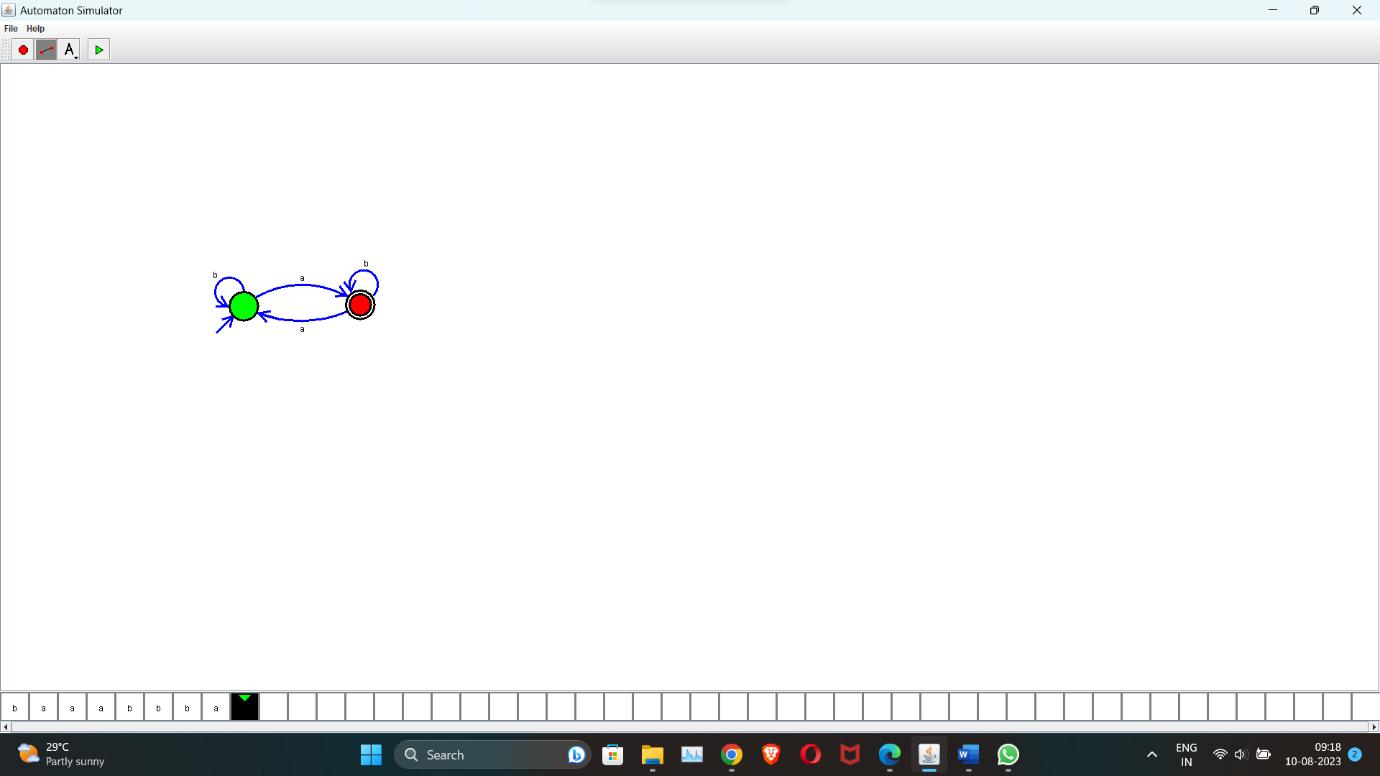 Automaton Simulator
File Help
A
b
a
b
a
b a a a b b b a
29°C
Partly sunny
Search
ENG
IN
09:18
10-08-2023
2